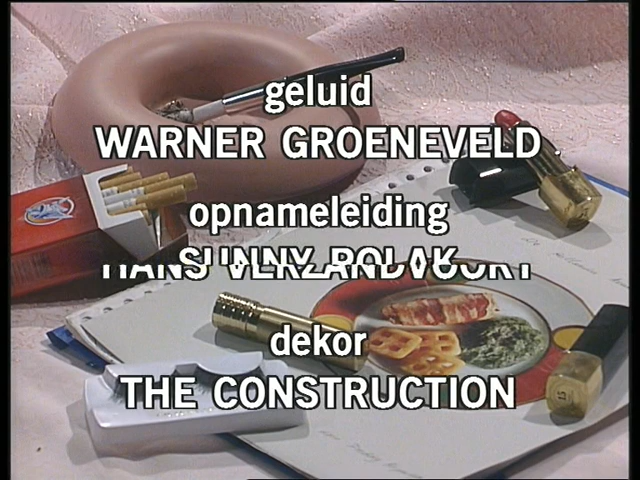 geluid
WARNER GROENEVELD
opnameleiding
dekor
THE CONSTRUCTION